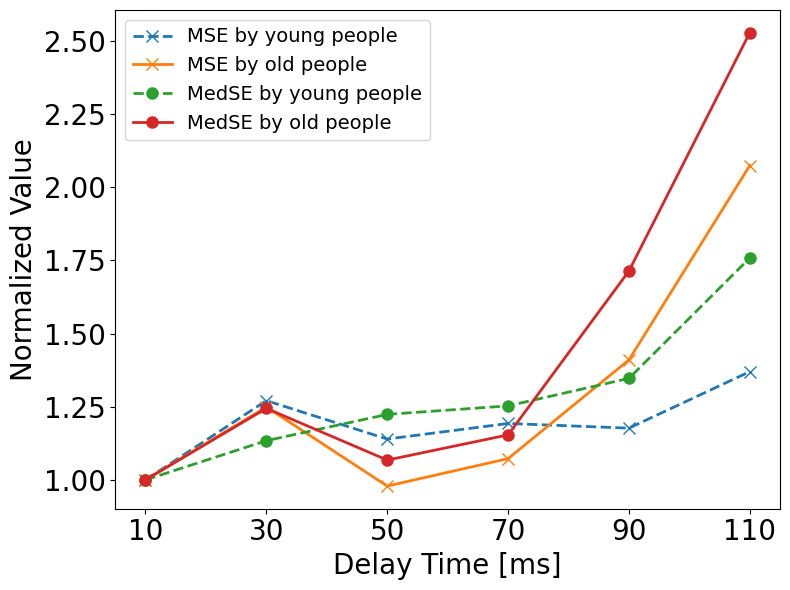 MSE by young people
MSE by old people
MedSE by young people
MedSE by old people
Normalized Value
2.50
2.25
2.00
1.75
1.50
1.25
1.00
10 30 50 70 90 110
Delay Time [ms]